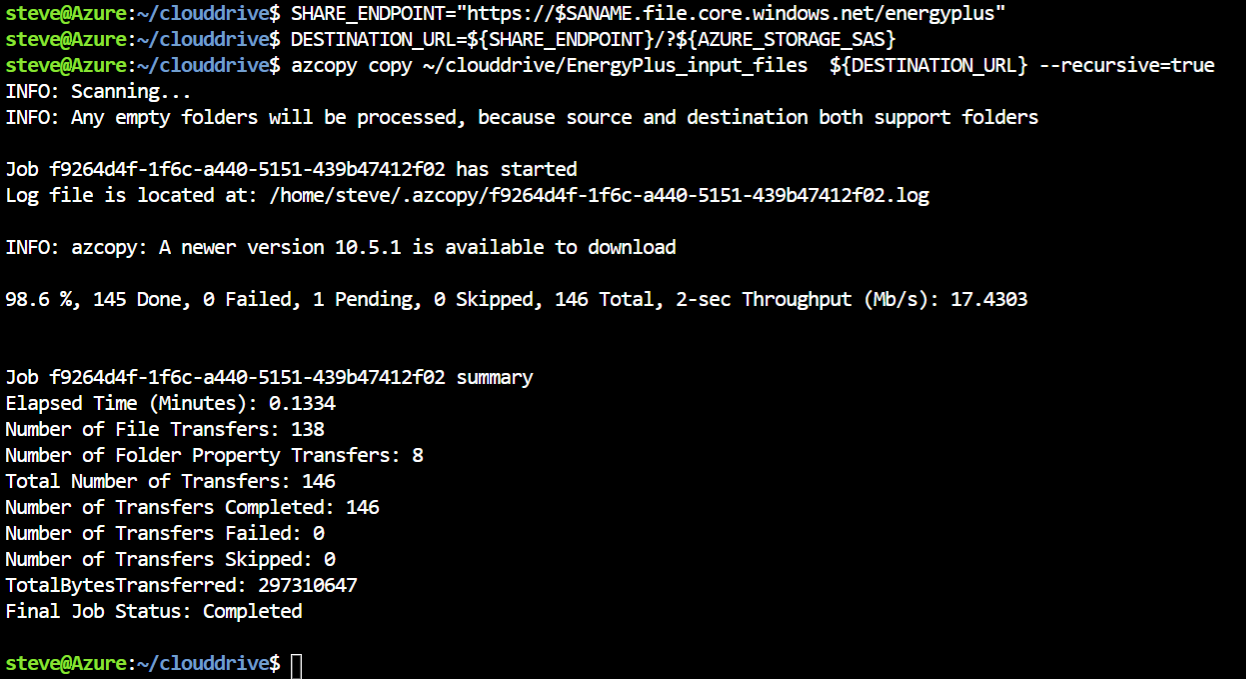 steve@Azure:~/clouddrive$ SHARE_ENDPOINT="https://$SANAME.file.core.windows.net/energyplus"
steve@Azure:~/clouddrive$ DESTINATION_URL=${SHARE_ENDPOINT}/?${AZURE_STORAGE_SAS}
steve@Azure:~/clouddrive$ azcopy copy ~/clouddrive/EnergyPlus_input_files  ${DESTINATION_URL} --recursive=true
INFO: Scanning...
INFO: Any empty folders will be processed, because source and destination both support folders
Job f9264d4f-1f6c-a440-5151-439b47412f02 has started
Log file is located at: /home/steve/.azcopy/f9264d4f-1f6c-a440-5151-439b47412f02.log
INFO: azcopy: A newer version 10.5.1 is available to download
98.6 %, 145 Done, 0 Failed, 1 Pending, 0 Skipped, 146 Total, 2-sec Throughput (Mb/s): 17.4303
Job f9264d4f-1f6c-a440-5151-439b47412f02 summary
Elapsed Time (Minutes): 0.1334
Number of File Transfers: 138
Number of Folder Property Transfers: 8
Total Number of Transfers: 146
Number of Transfers Completed: 146
Number of Transfers Failed: 0
Number of Transfers Skipped: 0
TotalBytesTransferred: 297310647
Final Job Status: Completed
steve@Azure:~/clouddrive$